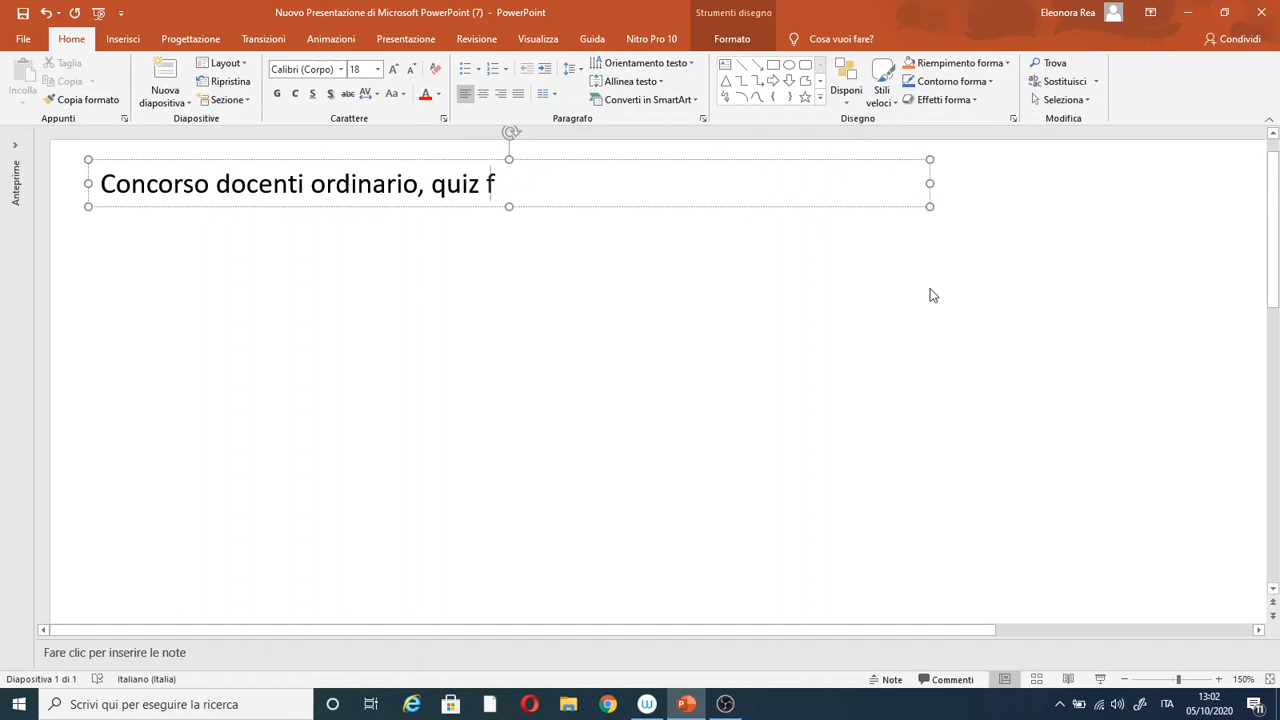 Nuovo Presentazione di Microsoft PowerPoint (7) - PowerPoint
Strumenti disegno
Eleonora Rea
File Home Inserisci Progettazione Transizioni Animazioni Presentazione Revisione Visualizza Guida Nitro Pro 10 Formato Cosa vuoi fare? Condividi
Incolla
Taglia
Copia
Copia formato
Appunti
Nuova diapositiva
Layout
Ripristina
Sezione
Diapositive
Calibri (Corpo) 18
G C S S abc AV Aa A
Carattere
Orientamento testo
Allinea testo
Converti in SmartArt
Paragrafo
Disponi
Stili veloci
Riempimento forma
Contorno forma
Effetti forma
Disegno
Trova
Sostituisci
Seleziona
Modifica
Anteprime
Concorso docenti ordinario, quiz f
Fare clic per inserire le note
Diapositiva 1 di 1 Italiano (Italia) Note Commenti 150%
Scrivi qui per eseguire la ricerca
ITA
13:02
05/10/2020
11